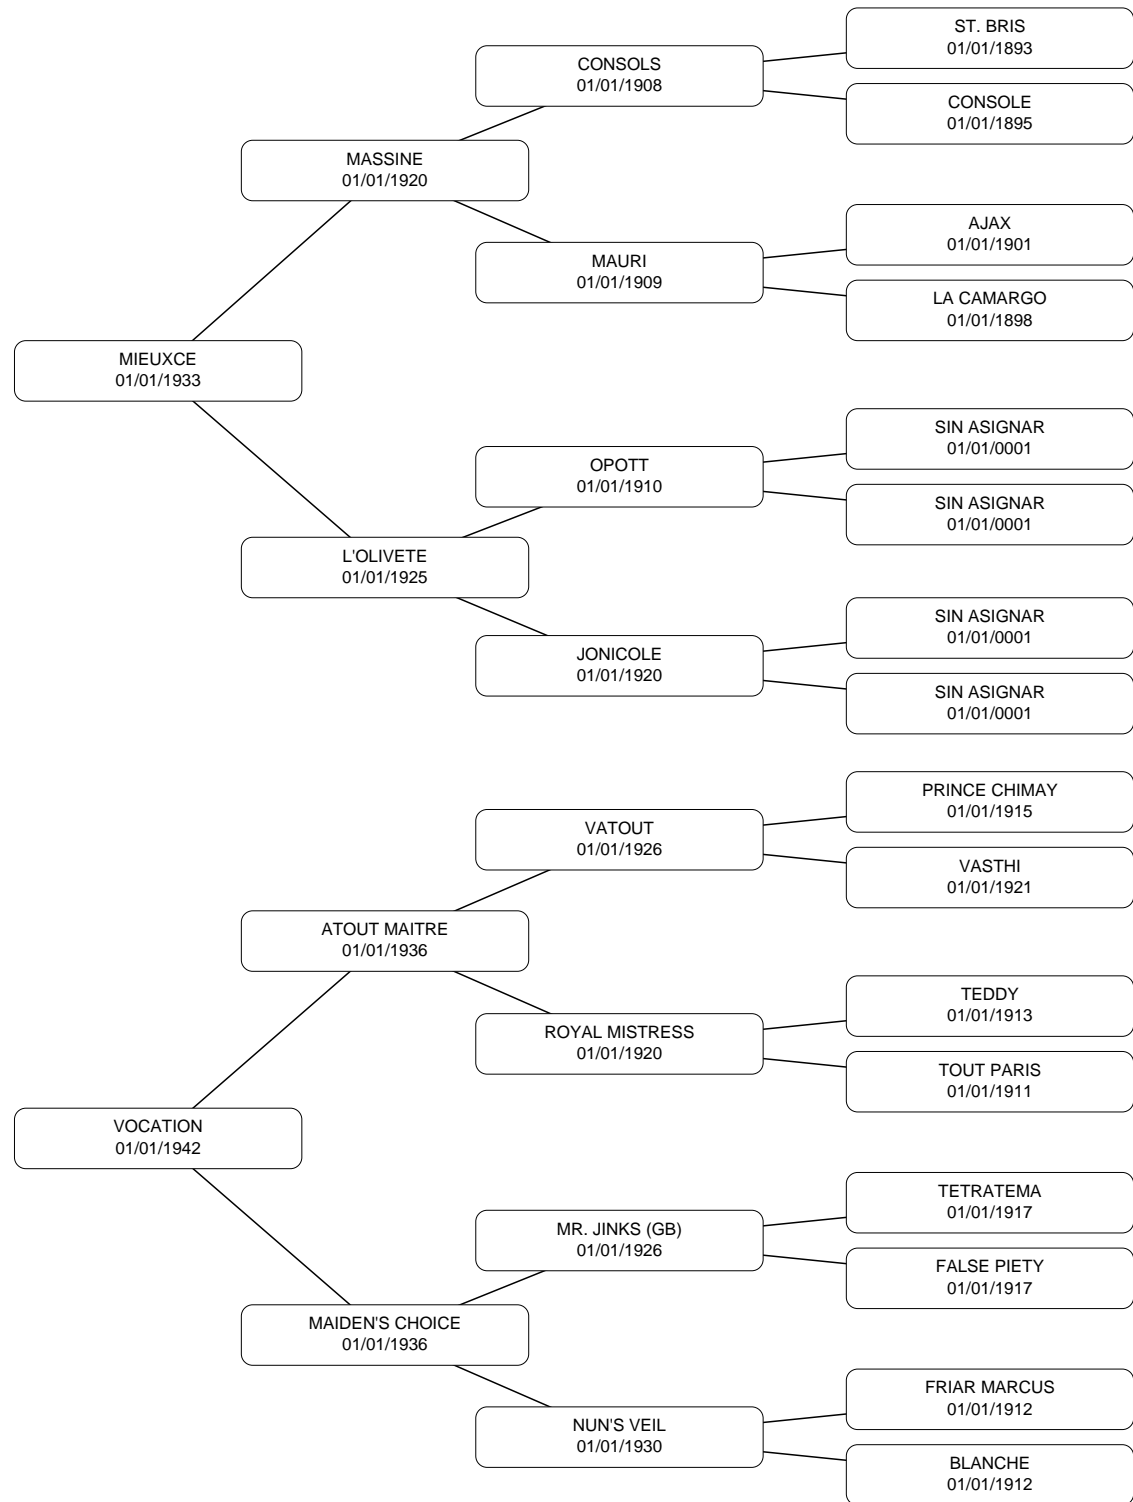 ST. BRIS
01/01/1893
CONSOLS
01/01/1908
CONSOLE
01/01/1895
MASSINE
01/01/1920
AJAX
01/01/1901
MAURI
01/01/1909
LA CAMARGO
01/01/1898
MIEUXCE
01/01/1933
SIN ASIGNAR
01/01/0001
OPOTT
01/01/1910
SIN ASIGNAR
01/01/0001
L'OLIVETE
01/01/1925
SIN ASIGNAR
01/01/0001
JONICOLE
01/01/1920
SIN ASIGNAR
01/01/0001
PRINCE CHIMAY
01/01/1915
VATOUT
01/01/1926
VASTHI
01/01/1921
ATOUT MAITRE
01/01/1936
TEDDY
01/01/1913
ROYAL MISTRESS
01/01/1920
TOUT PARIS
01/01/1911
VOCATION
01/01/1942
TETRATEMA
01/01/1917
MR. JINKS (GB)
01/01/1926
FALSE PIETY
01/01/1917
MAIDEN'S CHOICE
01/01/1936
FRIAR MARCUS
01/01/1912
NUN'S VEIL
01/01/1930
BLANCHE
01/01/1912